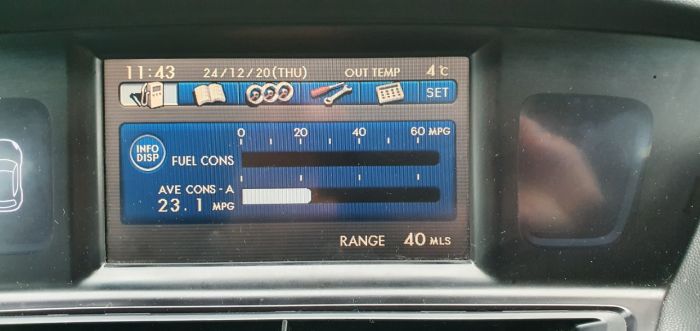 11:43 24/12/20(THU) OUT TEMP 4°C
SET
0 20 40 60 MPG
INFO
DISP
FUEL CONS
AVE CONS-A
23.1 MPG
RANGE 40 MLS